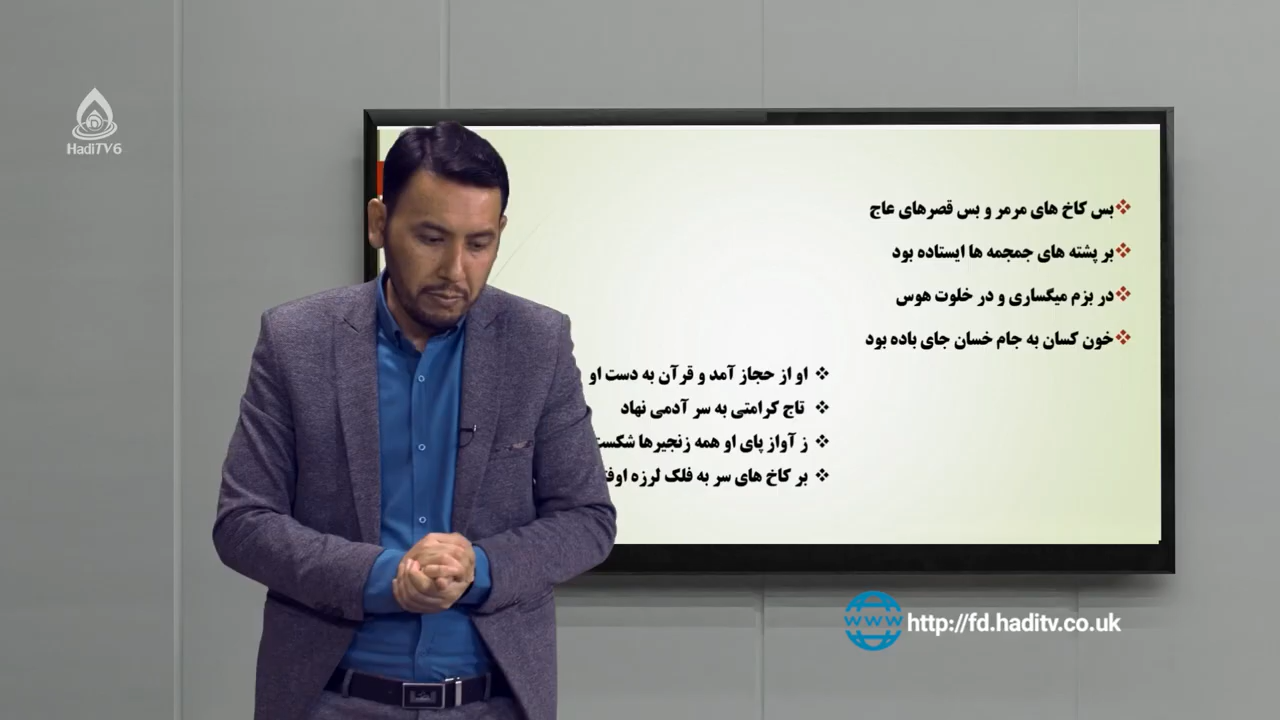 HadiTV6
بس کاخ های مرمر و بس قصرهای عاج
بر پشته های جمجمه ها ایستاده بود
در بزم میگساری و در خلوت هوس
خون کسان به جام خسان جای باده بود
او از حجاز آمد و قرآن به دست او
تاج کرامتی به سر آدمی نهاد
ز آواز پای او همه زنجیرها شکست
بر کاخ های سر به فلک لرزه
www http://fd.haditv.co.uk